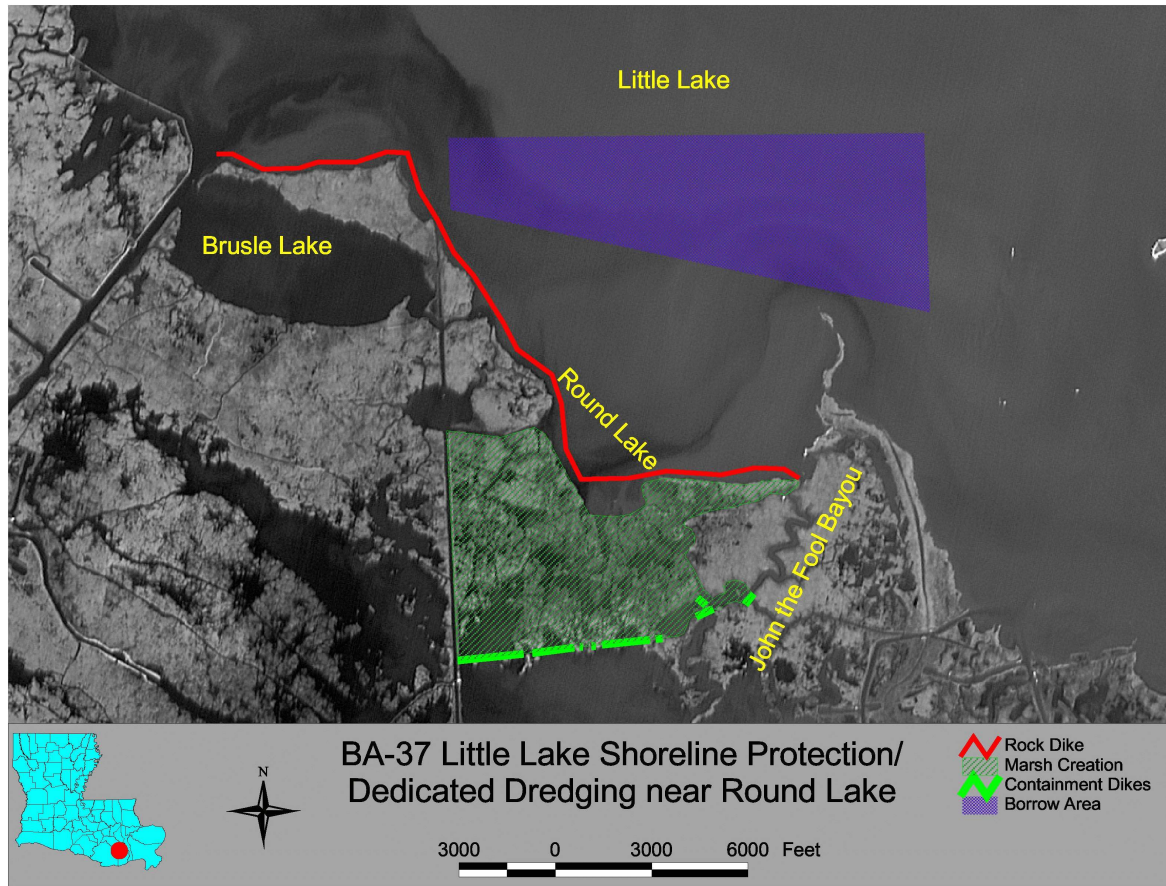 Little Lake
Brusle Lake
Round Lake
John the Fool Bayou
N
BA-37 Little Lake Shoreline Protection/
Dedicated Dredging near Round Lake
3000 0 3000 6000 Feet
Rock Dike
Marsh Creation
Containment Dikes
Borrow Area